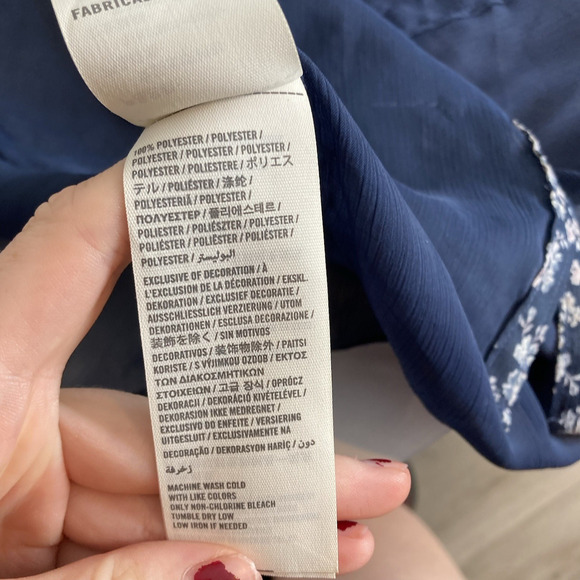 FABRICA
100% POLYESTER / POLYESTER /
POLYESTER / POLYESTER /
POLYESTER / POLYESTER /
POLYESTER / POLIESTERE / ポリエス
テル / POLIÉSTER / 涤纶 /
POLYESTERIÄ / POLYESTER /
ΠΟΛΥΕΣΤΕΡ / 폴리에스테르 /
POLIESTER / POLIÉSZTER / POLYESTER /
POLIESTER / POLIÉSTER / POLIÉSTER /
POLYESTER / البوليستر
EXCLUSIVE OF DECORATION / À
L'EXCLUSION DE LA DÉCORATION / EKSKL.
DEKORATION / EXCLUSIEF DECORATIE /
AUSSCHLIESSLICH VERZIERUNG / UTOM
DEKORATIONEN / ESCLUSA DECORAZIONE /
装飾を除く / SIN MOTIVOS
DECORATIVOS / 装饰物除外 / PAITSI
KORISTE / S VÝJIMKOU OZDOB / ΕΚΤΟΣ
ΤΩΝ ΔΙΑΚΟΣΜΗΤΙΚΩΝ
ΣΤΟΙΧΕΙΩΝ / 고급 장식 / OPRÓCZ
DEKORACJI / DEKORÁCIÓ KIVÉTELÉVEL /
DEKORASJON IKKE MEDREGNET /
EXCLUSIVO DO ENFEITE / VERSIERING
UITGESLUIT / EXCLUSIVAMENTE NA
DECORAÇÃO / DEKORASYON HARİÇ / دون
زخرفة
MACHINE WASH COLD
WITH LIKE COLORS
ONLY NON-CHLORINE BLEACH
TUMBLE DRY LOW
LOW IRON IF NEEDED